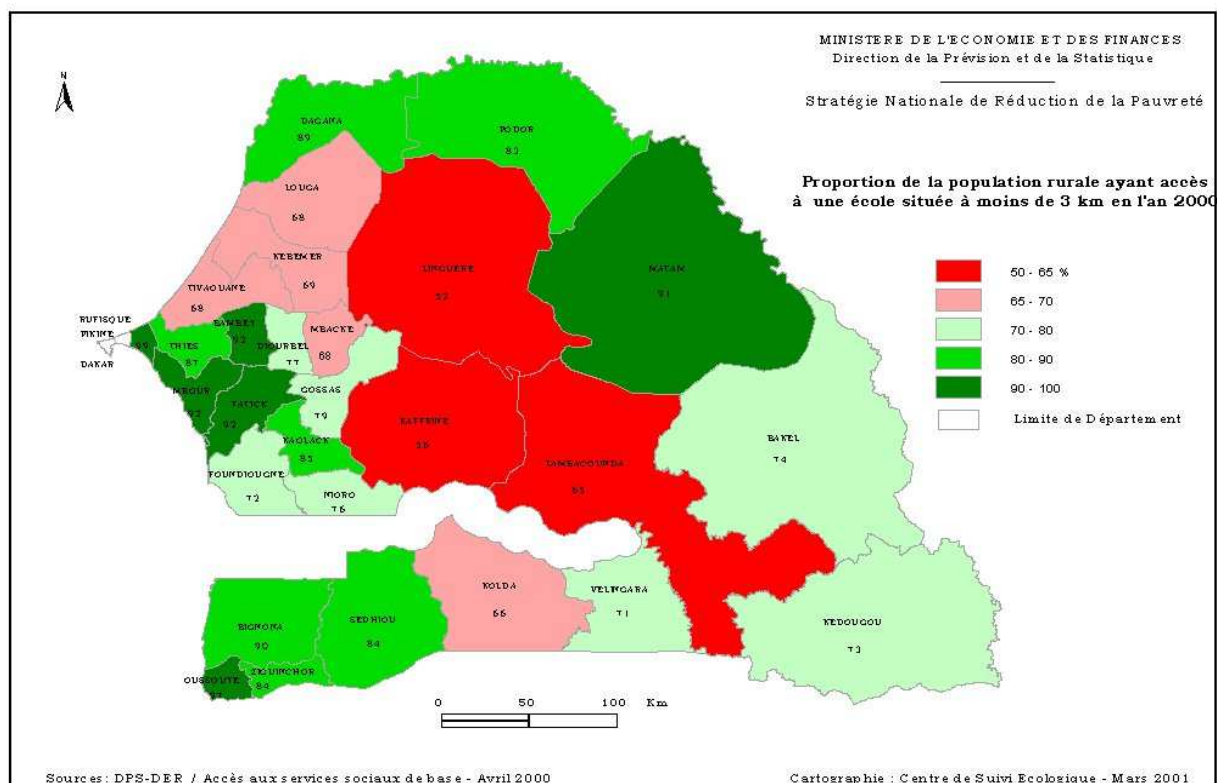 MINISTERE DE L'ECONOMIE ET DES FINANCES
Direction de la Prévision et de la Statistique
Stratégie Nationale de Réduction de la Pauvreté
Proportion de la population rurale ayant accès
à une école située à moins de 3 km en l'an 2000
50 - 65 %
65 - 70
70 - 80
80 - 90
90 - 100
Limite de Département
N
DAGANA
89
PODOR
LOUGA
68
LINGUERE
MATAM
91
KEBEMER
69
TIVAOUANE
68
RUFISQUE
PIKINE
DAKAR
99
THIES
87
BAMBEY
DIOURBEL
77
MBACKE
68
MBOUR
FATICK
GOSSAS
79
KAOLACK
KAFFRINE
TAMBACOUNDA
BAKEL
74
FOUNDIOUGNE
72
NIORO
76
KOLDA
66
VELINGARA
71
KEDOUGOU
BIGNONA
90
SEDHIOU
84
OUSSOUYE
ZIGUINCHOR
84
0 50 100 Km
Sources: DPS-DER / Accès aux services sociaux de base - Avril 2000
Cartographie : Centre de Suivi Ecologique - Mars 2001